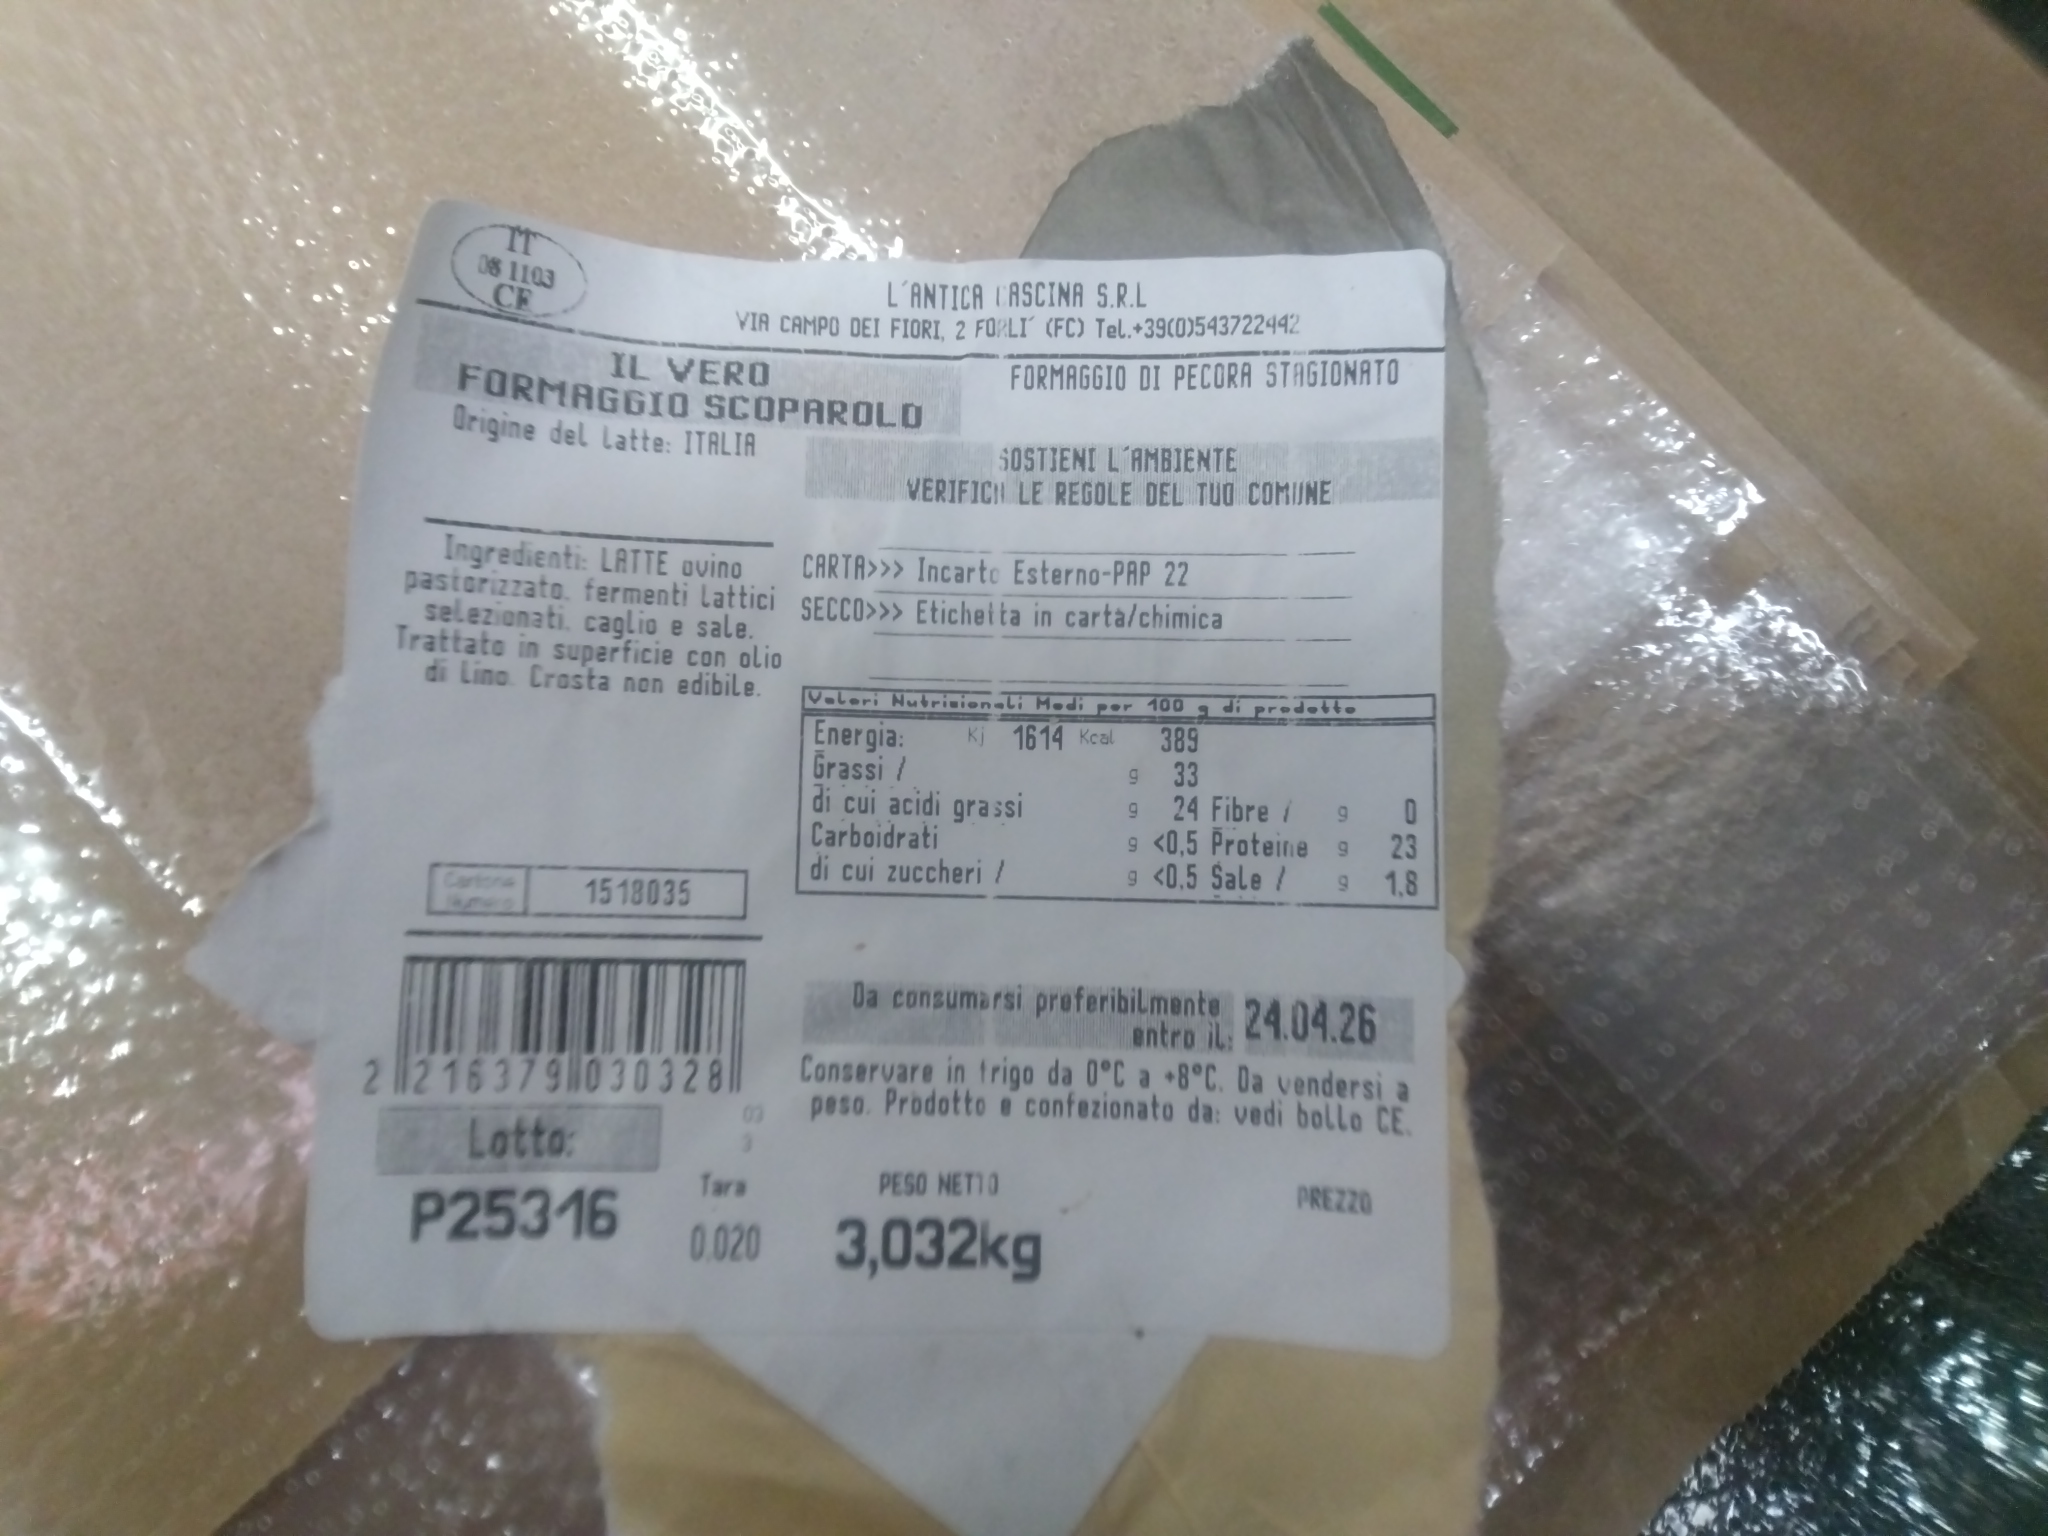 IT
08 1103
CE
L'ANTICA CASCINA S.R.L
VIA CAMPO DEI FIORI, 2 FORLI' (FC) Tel.+39(0)543722442
IL VERO
FORMAGGIO SCOPAROLO
Origine del latte: ITALIA
FORMAGGIO DI PECORA STAGIONATO
SOSTIENI L'AMBIENTE
VERIFICA LE REGOLE DEL TUO COMUNE
Ingredienti: LATTE ovino
pastorizzato, fermenti lattici
selezionati, caglio e sale.
Trattato in superficie con olio
di lino. Crosta non edibile.
CARTA>>> Incarto Esterno-PAP 22
SECCO>>> Etichetta in carta/chimica
Valori Nutrizionali Medi per 100 g di prodotto
Energia: Kj 1614 Kcal 389
Grassi / g 33
di cui acidi grassi g 24 Fibre / g 0
Carboidrati g <0,5 Proteine g 23
di cui zuccheri / g <0,5 Sale / g 1,8
Cartone
Numero
1518035
2 216379 030328
03
3
Da consumarsi preferibilmente
entro il: 24.04.26
Conservare in frigo da 0°C a +8°C. Da vendersi a
peso. Prodotto e confezionato da: vedi bollo CE.
Lotto:
P25316
Tara
0.020
PESO NETTO
3,032kg
PREZZO